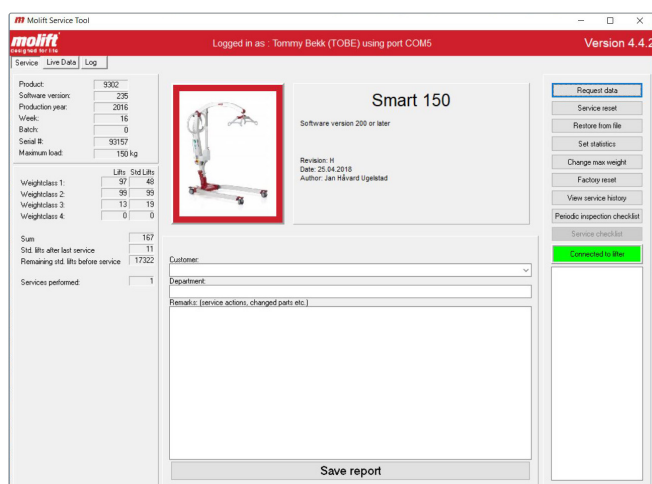 Molift Service Tool
molift
designed for life
Logged in as : Tommy Bekk (TOBE) using port COM5
Version 4.4.2
Service Live Data Log
Product: 9302
Software version: 235
Production year: 2016
Week: 16
Batch: 0
Serial #: 93157
Maximum load: 150 kg
Lifts Std Lifts
Weightclass 1: 97 48
Weightclass 2: 99 99
Weightclass 3: 13 19
Weightclass 4: 0 0
Sum 167
Std. lifts after last service 11
Remaining std. lifts before service 17322
Services performed: 1
Smart 150
Software version 200 or later
Revision: H
Date: 25.04.2018
Author: Jan Håvard Ugelstad
Customer:
Department:
Remarks: (service actions, changed parts etc.)
Save report
Request data
Service reset
Restore from file
Set statistics
Change max weight
Factory reset
View service history
Periodic inspection checklist
Service checklist
Connected to lifter